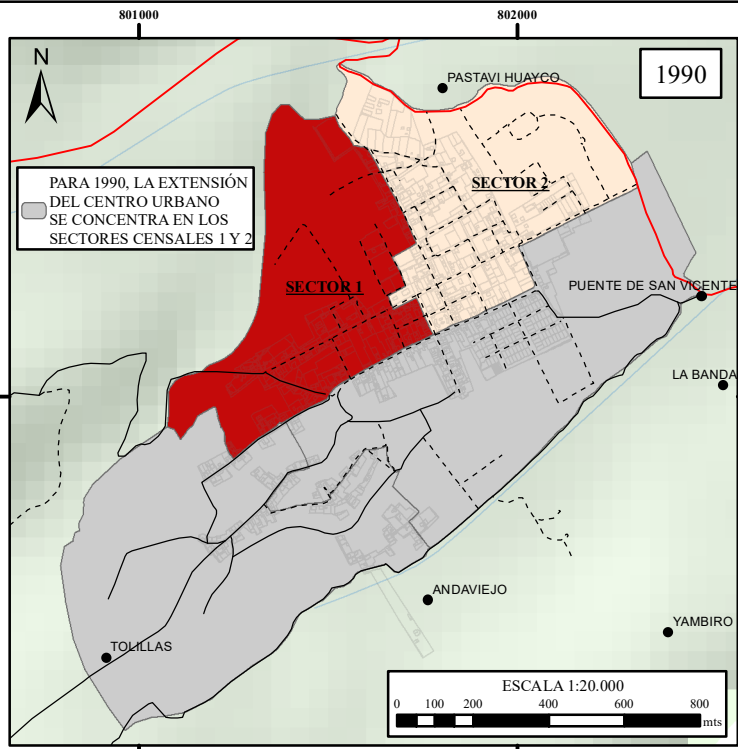 801000
802000
N
1990
PASTAVI HUAYCO
PARA 1990, LA EXTENSIÓN
DEL CENTRO URBANO
SE CONCENTRA EN LOS
SECTORES CENSALES 1 Y 2
SECTOR 2
SECTOR 1
PUENTE DE SAN VICENTE
LA BANDA
ANDAVIEJO
YAMBIRO
TOLILLAS
ESCALA 1:20.000
0 100 200 400 600 800
mts